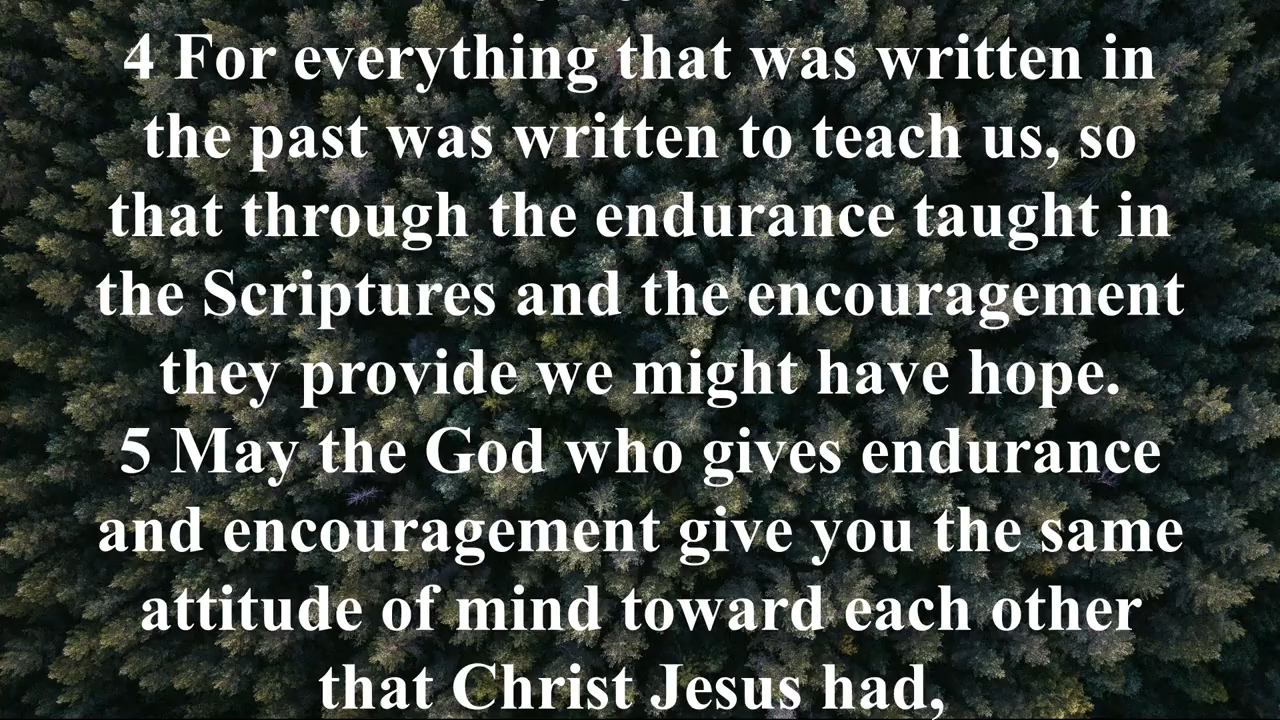 4 For everything that was written in
the past was written to teach us, so
that through the endurance taught in
the Scriptures and the encouragement
they provide we might have hope.
5 May the God who gives endurance
and encouragement give you the same
attitude of mind toward each other
that Christ Jesus had,